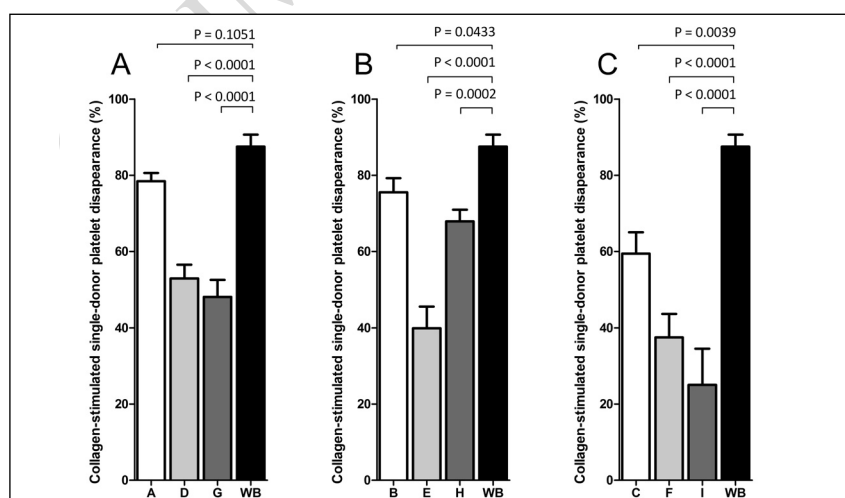 P = 0.1051
P < 0.0001
P < 0.0001
A
Collagen-stimulated single-donor platelet disapearance (%)
100
80
60
40
20
0
A D G WB
P = 0.0433
P < 0.0001
P = 0.0002
B
Collagen-stimulated single-donor platelet disapearance (%)
100
80
60
40
20
0
B E H WB
P = 0.0039
P < 0.0001
P < 0.0001
C
Collagen-stimulated single-donor platelet disapearance (%)
100
80
60
40
20
0
C F I WB